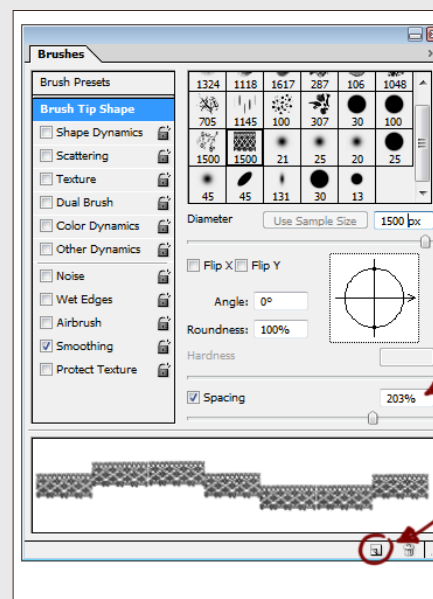 Brushes
Brush Presets
Brush Tip Shape
Shape Dynamics
Scattering
Texture
Dual Brush
Color Dynamics
Other Dynamics
Noise
Wet Edges
Airbrush
Smoothing
Protect Texture
1324 1118 1617 287 106 1048
705 1145 100 307 30 100
1500 1500 21 25 20 25
45 45 131 30 13
Diameter Use Sample Size 1500 px
Flip X Flip Y
Angle: 0º
Roundness: 100%
Hardness
Spacing 203%